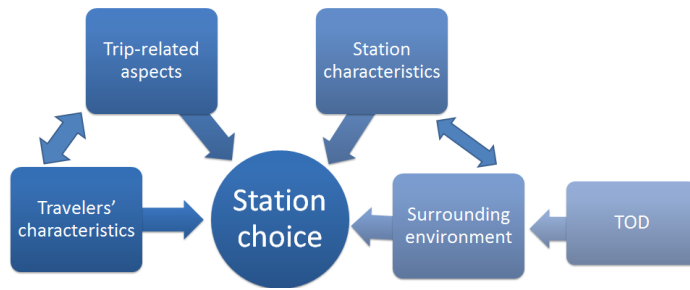 Trip-related
aspects
Station
characteristics
Travelers'
characteristics
Station
choice
Surrounding
environment
TOD